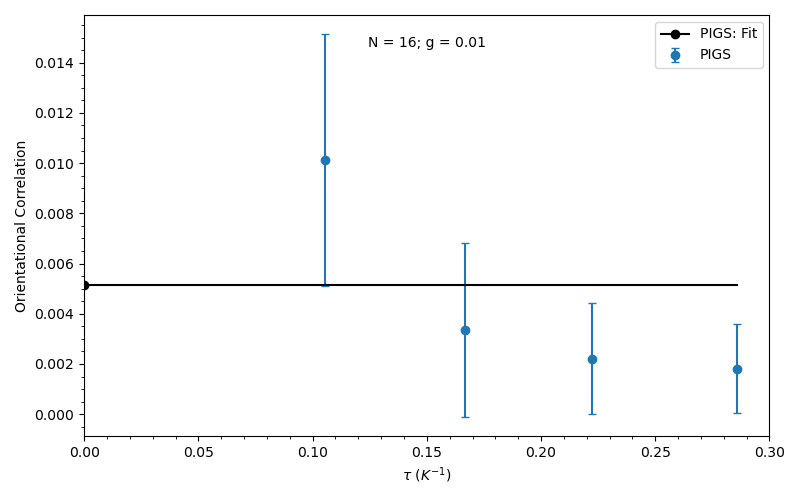 N = 16; g = 0.01
PIGS: Fit
PIGS
Orientational Correlation
0.014
0.012
0.010
0.008
0.006
0.004
0.002
0.000
0.00 0.05 0.10 0.15 0.20 0.25 0.30
τ (K⁻¹)